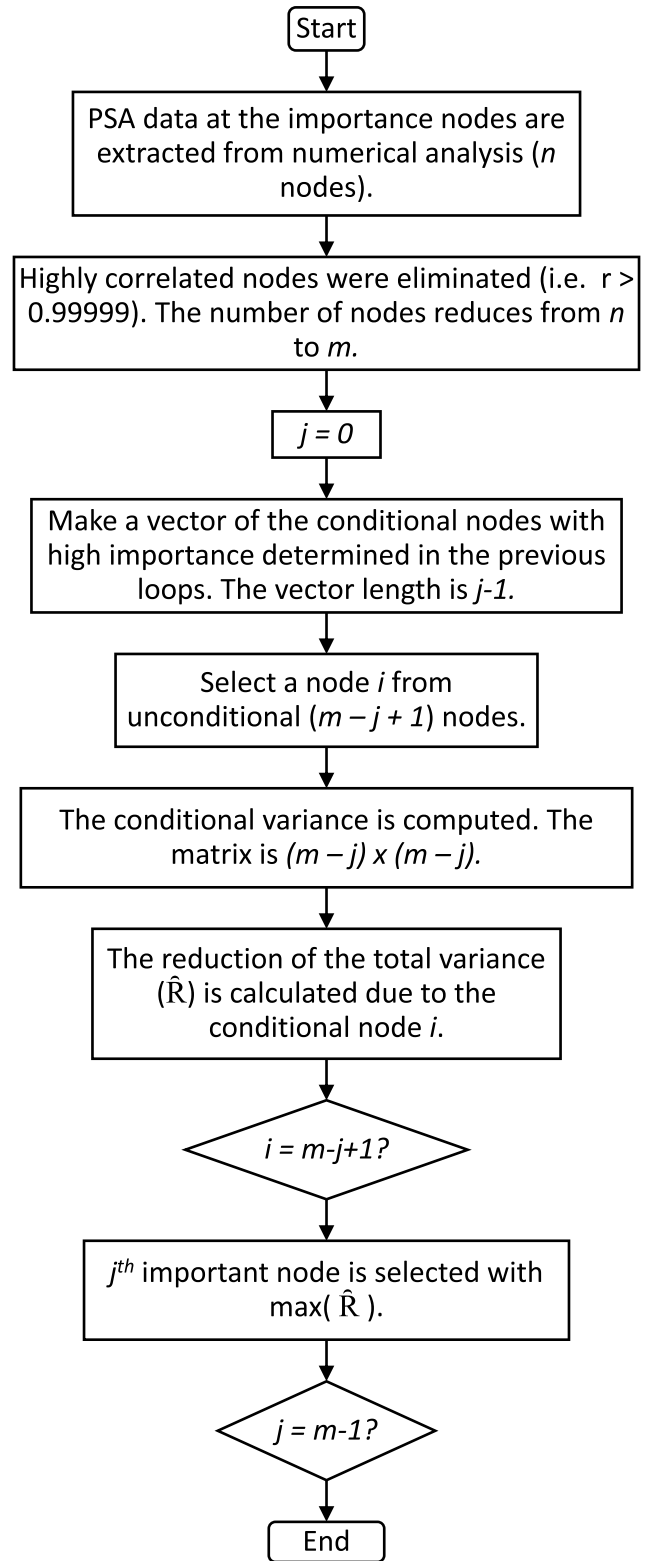 Start
PSA data at the importance nodes are
extracted from numerical analysis (n
nodes).
Highly correlated nodes were eliminated (i.e. r >
0.99999). The number of nodes reduces from n
to m.
j = 0
Make a vector of the conditional nodes with
high importance determined in the previous
loops. The vector length is j-1.
Select a node i from
unconditional (m – j + 1) nodes.
The conditional variance is computed. The
matrix is (m – j) x (m – j).
The reduction of the total variance
(R̂) is calculated due to the
conditional node i.
i = m-j+1?
jth important node is selected with
max( R̂ ).
j = m-1?
End